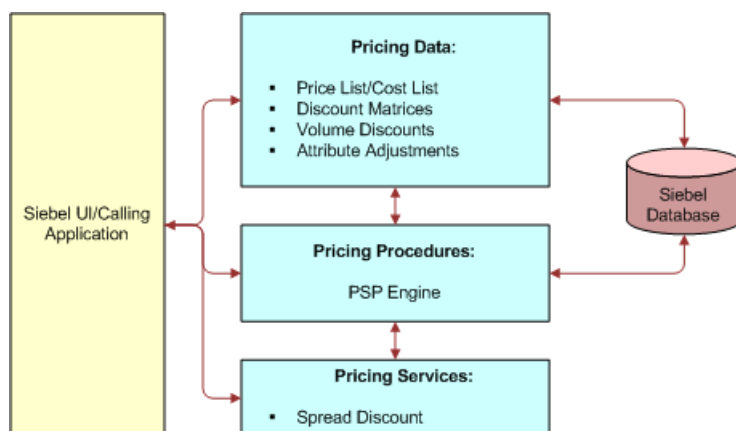 Pricing Data:
▪ Price List/Cost List
▪ Discount Matrices
▪ Volume Discounts
▪ Attribute Adjustments
Siebel UI/Calling
Application
Siebel
Database
Pricing Procedures:
PSP Engine
Pricing Services:
▪ Spread Discount